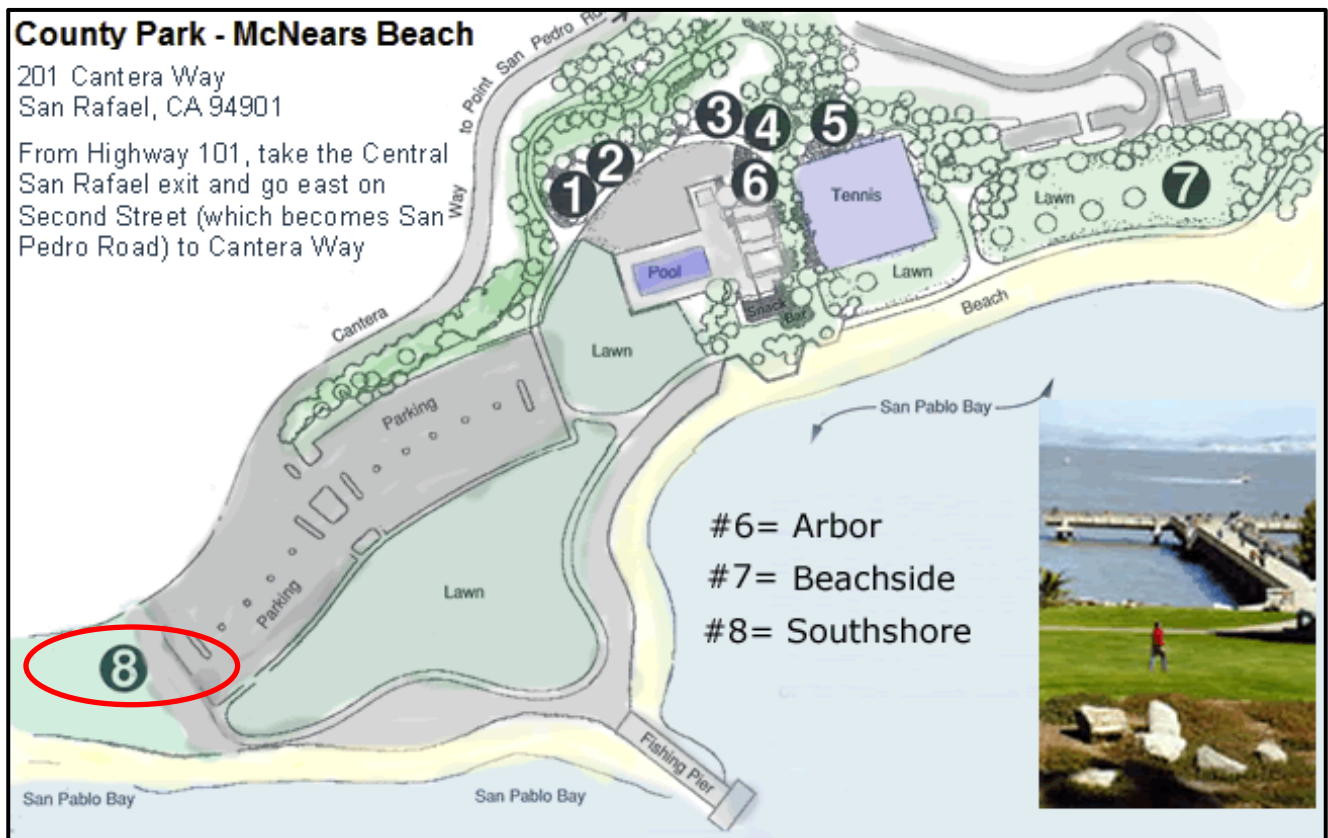 County Park - McNears Beach
201 Cantera Way
San Rafael, CA 94901
From Highway 101, take the Central
San Rafael exit and go east on
Second Street (which becomes San
Pedro Road) to Cantera Way
to Point San Pedro
Way
Cantera
1
2
3
4
5
6
7
Tennis
Lawn
Pool
Lawn
Snack
Bar
Beach
Lawn
San Pablo Bay
Parking
#6= Arbor
#7= Beachside
#8= Southshore
Lawn
Parking
8
Fishing Pier
San Pablo Bay
San Pablo Bay